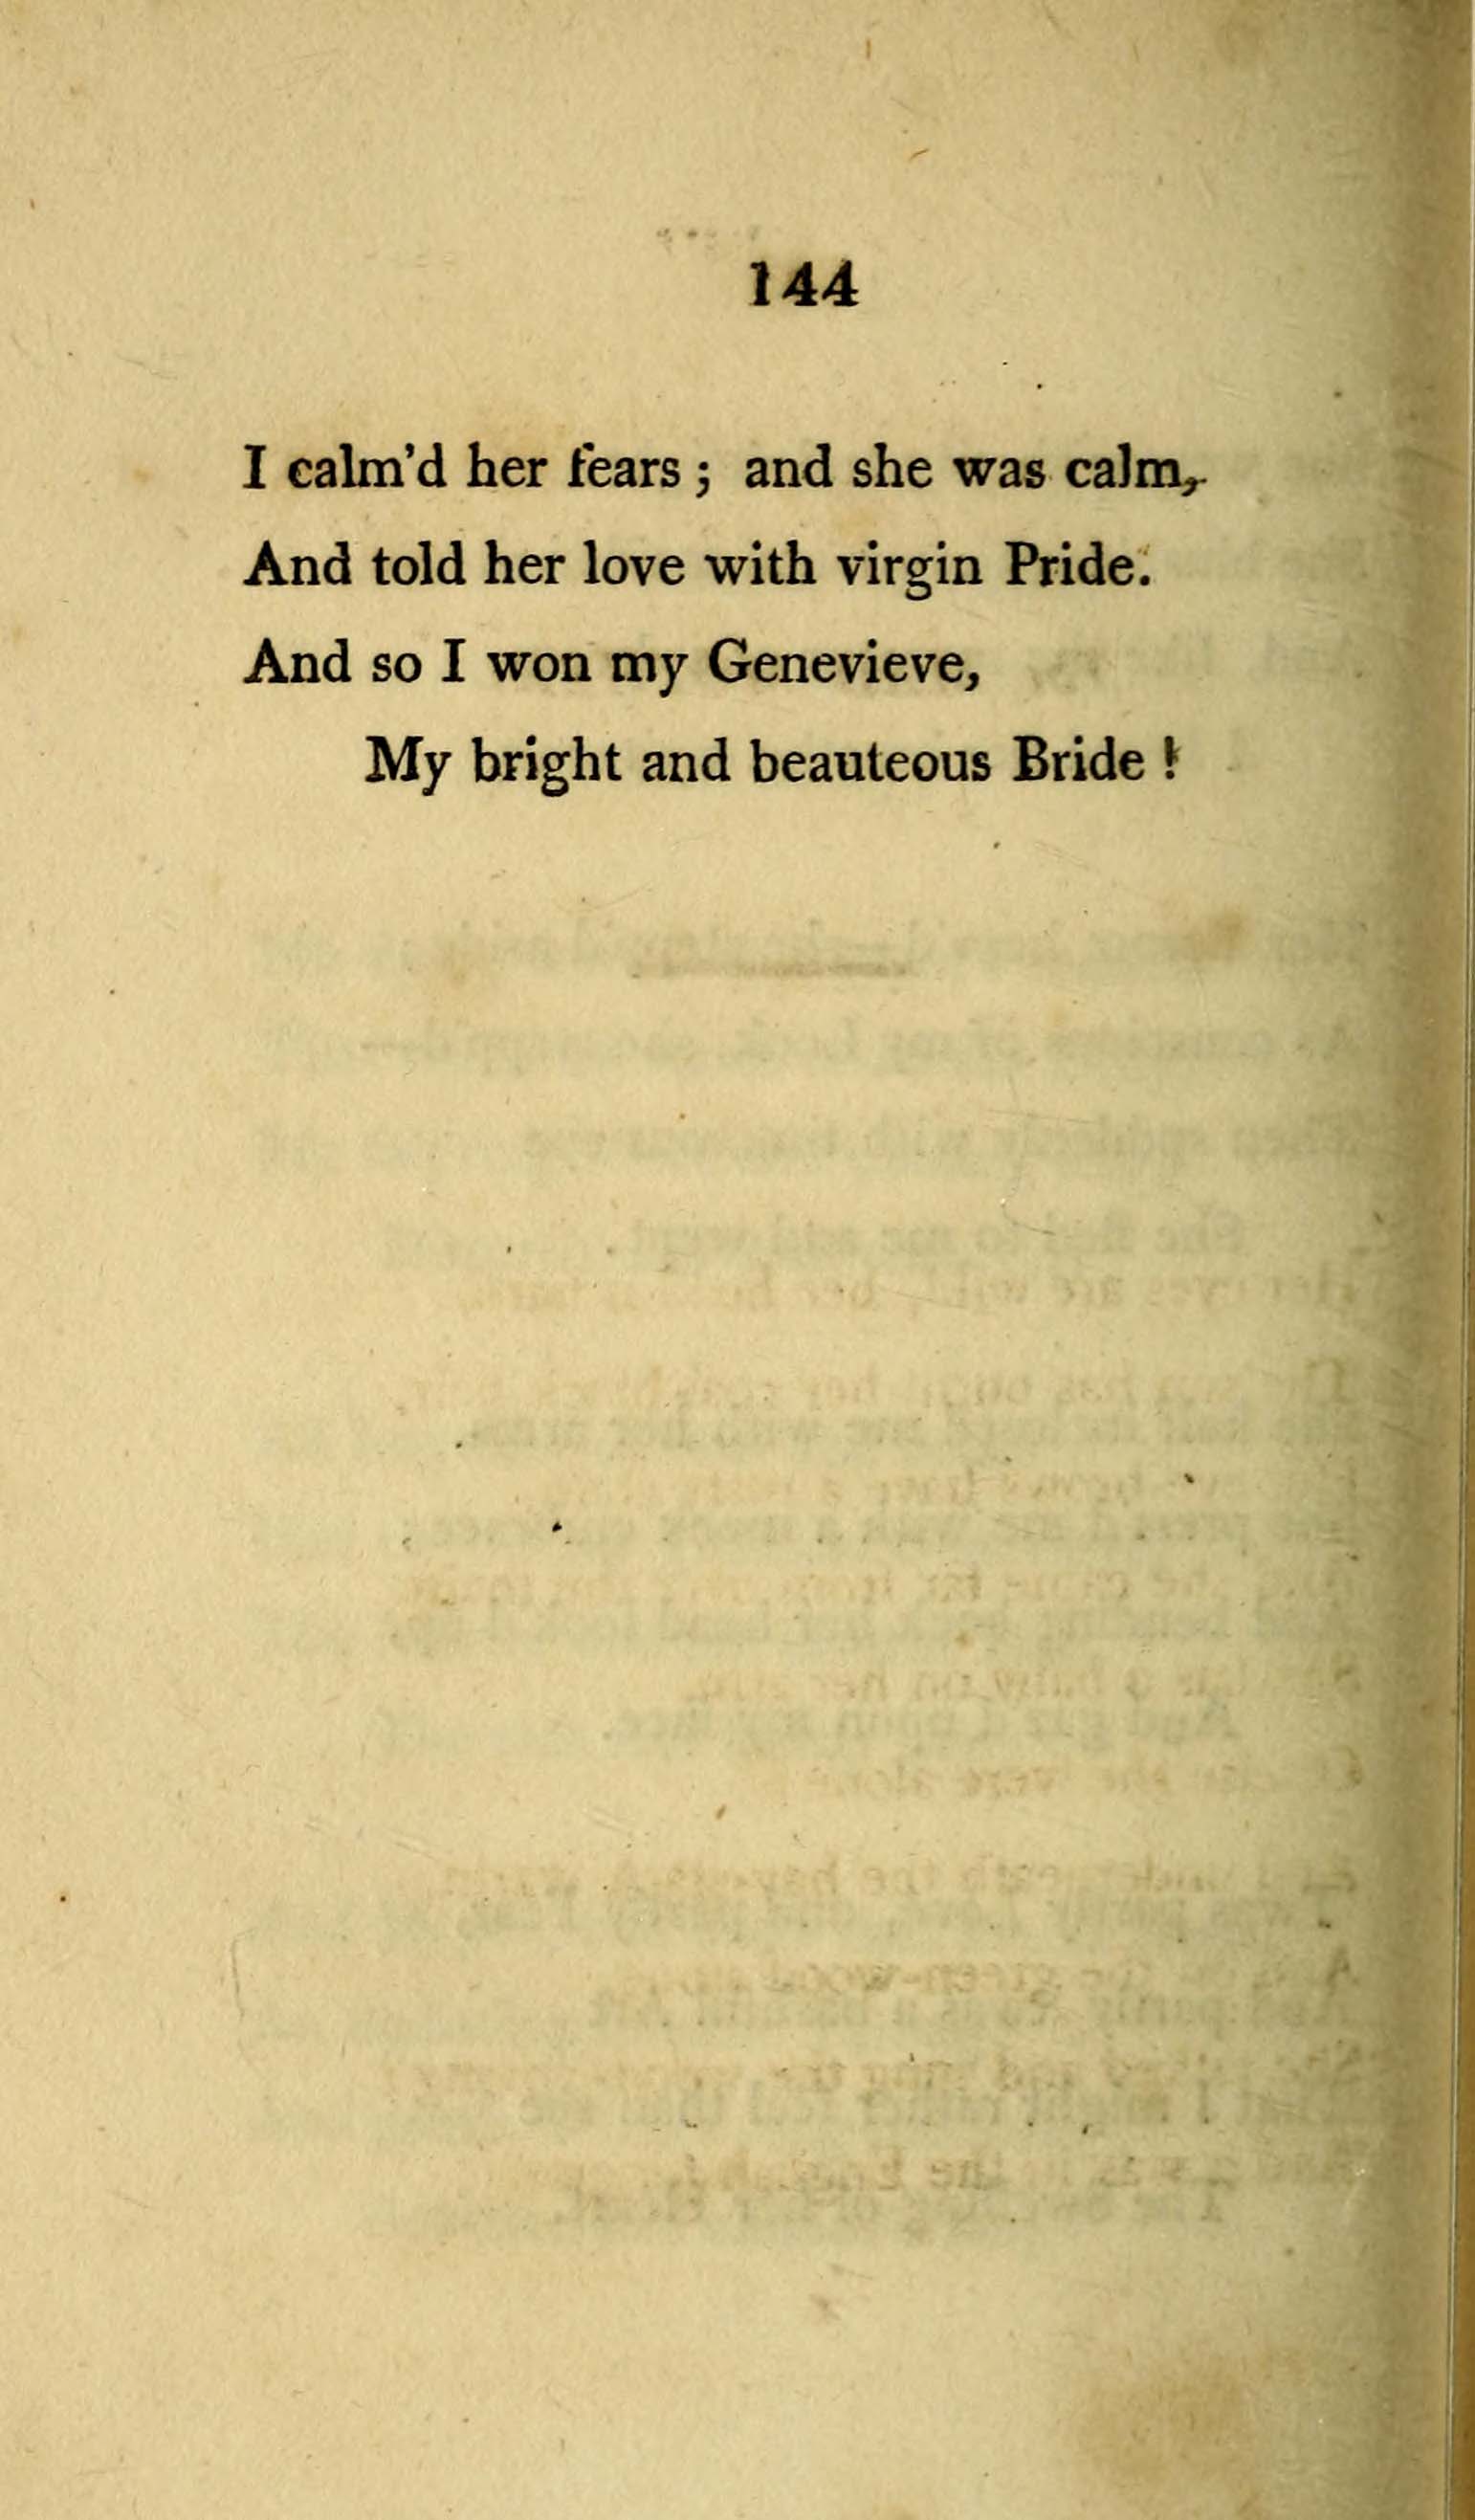 144
I calm'd her fears ; and she was calm,
And told her love with virgin Pride.
And so I won my Genevieve,
My bright and beauteous Bride !